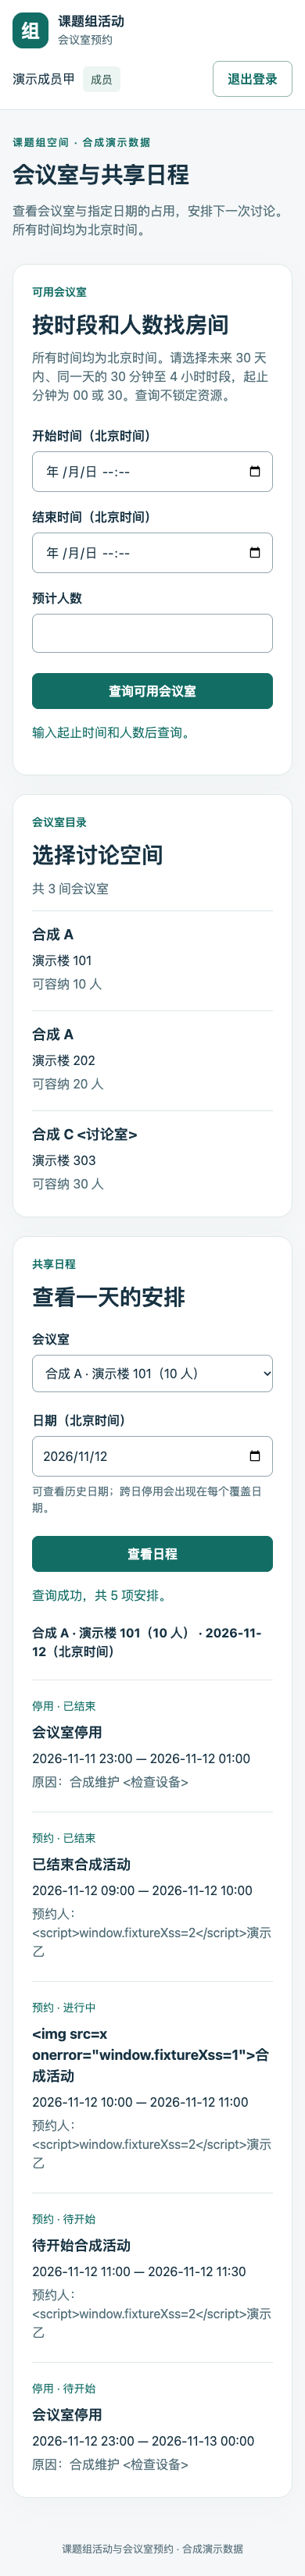 组
课题组活动
会议室预约
演示成员甲
成员
退出登录
课题组空间 · 合成演示数据
会议室与共享日程
查看会议室与指定日期的占用，安排下一次讨论。
所有时间均为北京时间。
可用会议室
按时段和人数找房间
所有时间均为北京时间。请选择未来 30 天
内、同一天的 30 分钟至 4 小时时段，起止
分钟为 00 或 30。查询不锁定资源。
开始时间（北京时间）
年 /月/日 --:--
结束时间（北京时间）
年 /月/日 --:--
预计人数
查询可用会议室
输入起止时间和人数后查询。
会议室目录
选择讨论空间
共 3 间会议室
合成 A
演示楼 101
可容纳 10 人
合成 A
演示楼 202
可容纳 20 人
合成 C <讨论室>
演示楼 303
可容纳 30 人
共享日程
查看一天的安排
会议室
合成 A · 演示楼 101（10 人）
日期（北京时间）
2026/11/12
可查看历史日期；跨日停用会出现在每个覆盖日
期。
查看日程
查询成功，共 5 项安排。
合成 A · 演示楼 101（10 人） · 2026-11-
12（北京时间）
停用 · 已结束
会议室停用
2026-11-11 23:00 — 2026-11-12 01:00
原因：合成维护 <检查设备>
预约 · 已结束
已结束合成活动
2026-11-12 09:00 — 2026-11-12 10:00
预约人：
<script>window.fixtureXss=2</script>演示
乙
预约 · 进行中
<img src=x
onerror="window.fixtureXss=1">合
成活动
2026-11-12 10:00 — 2026-11-12 11:00
预约人：
<script>window.fixtureXss=2</script>演示
乙
预约 · 待开始
待开始合成活动
2026-11-12 11:00 — 2026-11-12 11:30
预约人：
<script>window.fixtureXss=2</script>演示
乙
停用 · 待开始
会议室停用
2026-11-12 23:00 — 2026-11-13 00:00
原因：合成维护 <检查设备>
课题组活动与会议室预约 · 合成演示数据